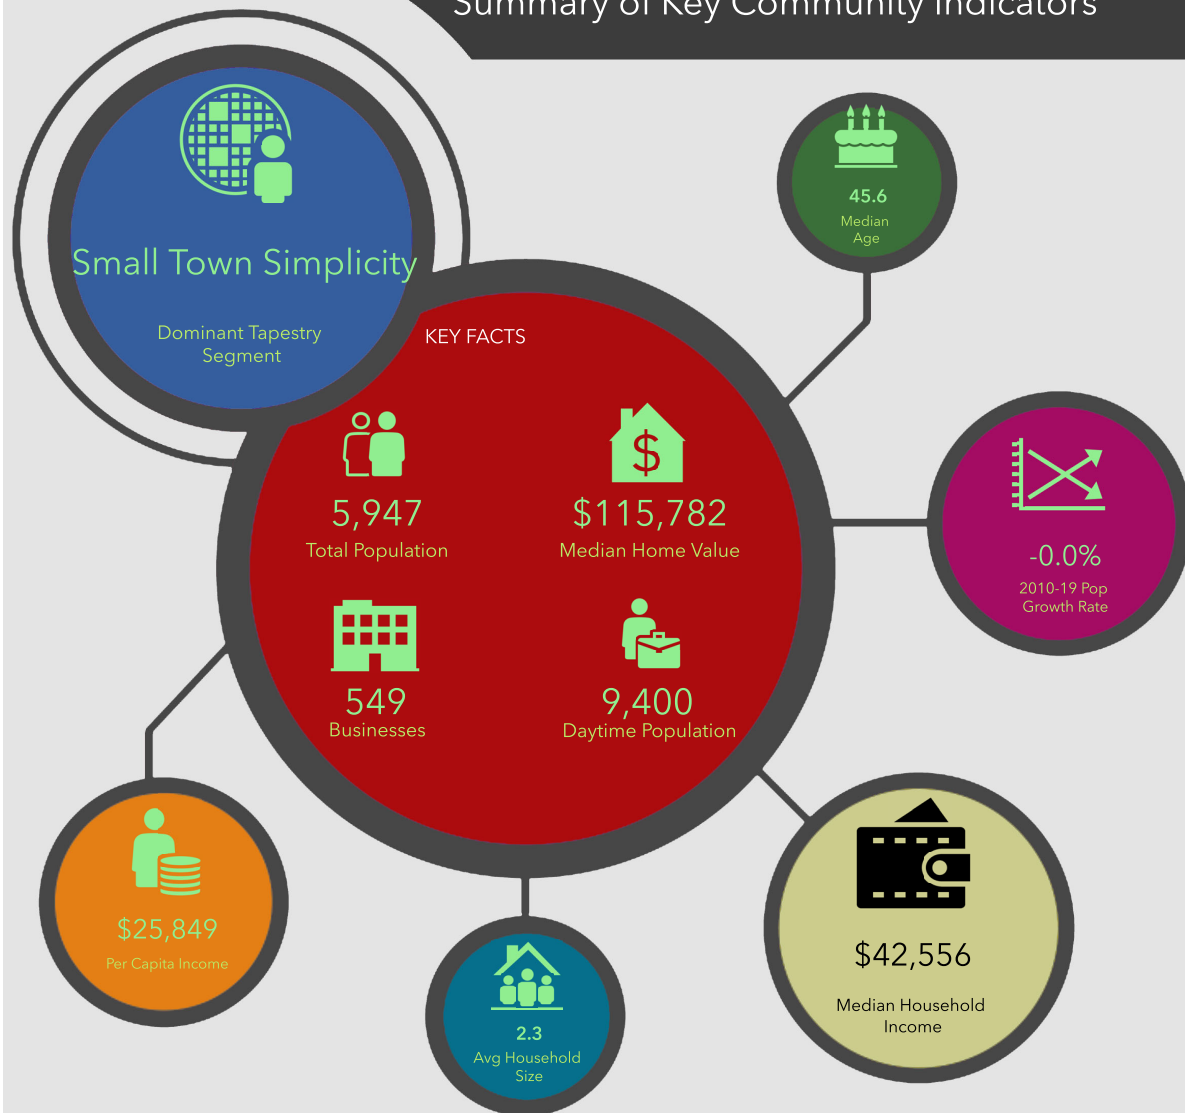 Summary of Key Community Indicators
Small Town Simplicity
Dominant Tapestry
Segment
45.6
Median
Age
KEY FACTS
5,947
Total Population
$115,782
Median Home Value
549
Businesses
9,400
Daytime Population
-0.0%
2010-19 Pop
Growth Rate
$25,849
Per Capita Income
2.3
Avg Household
Size
$42,556
Median Household
Income